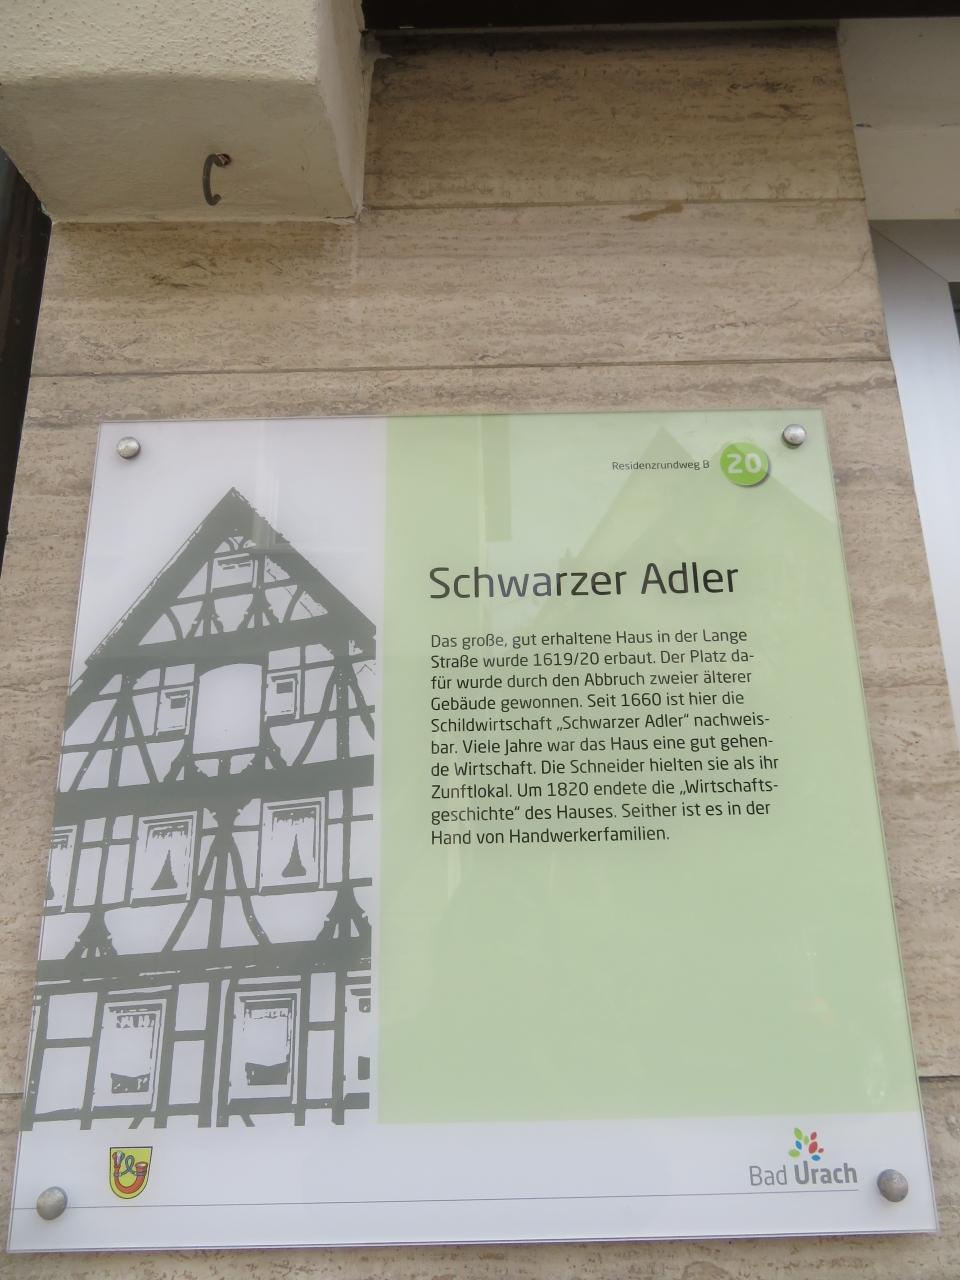 Residenzrundweg B 20
Schwarzer Adler
Das große, gut erhaltene Haus in der Lange
Straße wurde 1619/20 erbaut. Der Platz da-
für wurde durch den Abbruch zweier älterer
Gebäude gewonnen. Seit 1660 ist hier die
Schildwirtschaft „Schwarzer Adler“ nachweis-
bar. Viele Jahre war das Haus eine gut gehen-
de Wirtschaft. Die Schneider hielten sie als ihr
Zunftlokal. Um 1820 endete die „Wirtschafts-
geschichte“ des Hauses. Seither ist es in der
Hand von Handwerkerfamilien.
Bad Urach